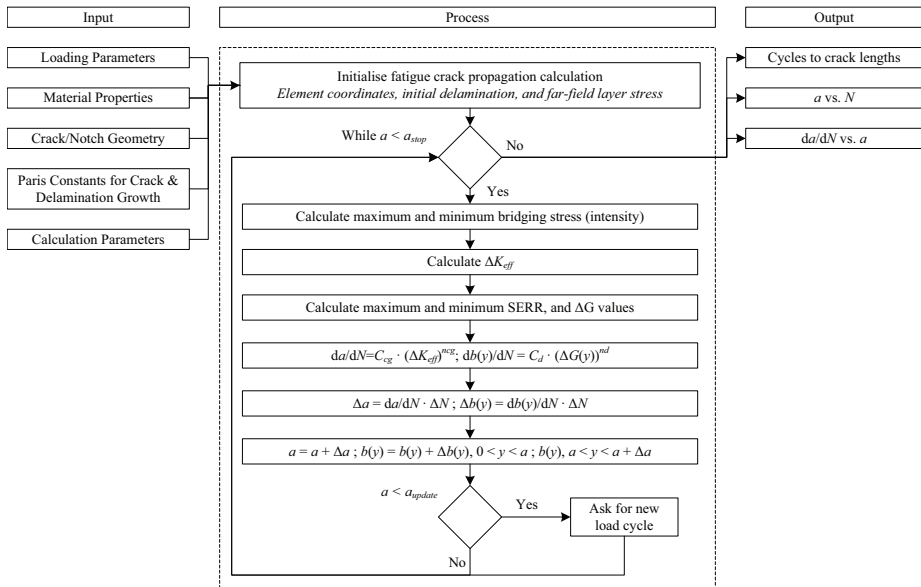 Input
Process
Output
Loading Parameters
Material Properties
Crack/Notch Geometry
Paris Constants for Crack &
Delamination Growth
Calculation Parameters
Initialise fatigue crack propagation calculation
Element coordinates, initial delamination, and far-field layer stress
While a < a_stop
No
Yes
Calculate maximum and minimum bridging stress (intensity)
Calculate ΔK_eff
Calculate maximum and minimum SERR, and ΔG values
da/dN=C_cg · (ΔK_eff)^ncg; db(y)/dN = C_d · (ΔG(y))^nd
Δa = da/dN · ΔN ; Δb(y) = db(y)/dN · ΔN
a = a + Δa ; b(y) = b(y) + Δb(y), 0 < y < a ; b(y), a < y < a + Δa
a < a_update
Yes
No
Ask for new
load cycle
Cycles to crack lengths
a vs. N
da/dN vs. a